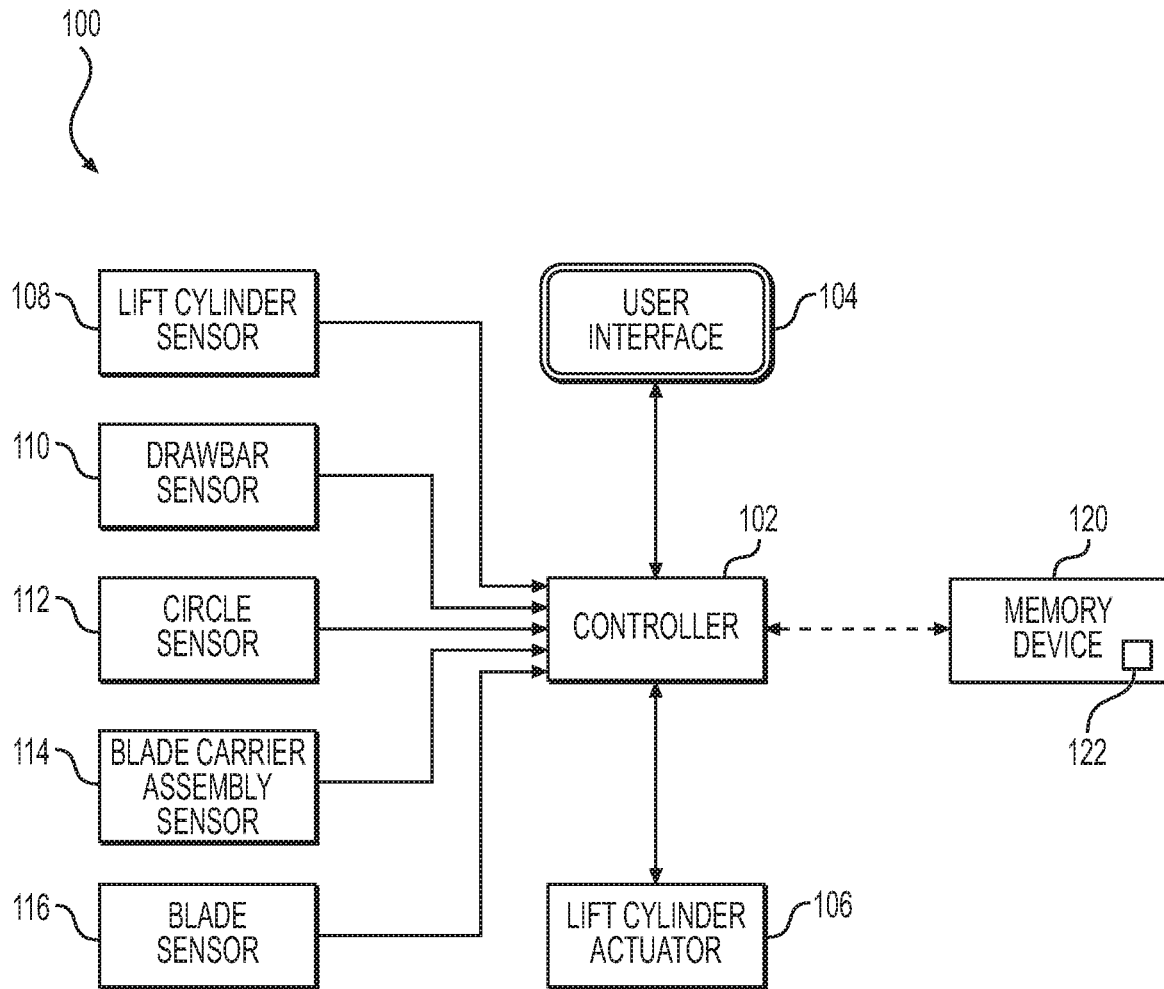 100
108
LIFT CYLINDER
SENSOR
USER
INTERFACE
104
110
DRAWBAR
SENSOR
112
CIRCLE
SENSOR
102
CONTROLLER
120
MEMORY
DEVICE
122
114
BLADE CARRIER
ASSEMBLY
SENSOR
116
BLADE
SENSOR
LIFT CYLINDER
ACTUATOR
106